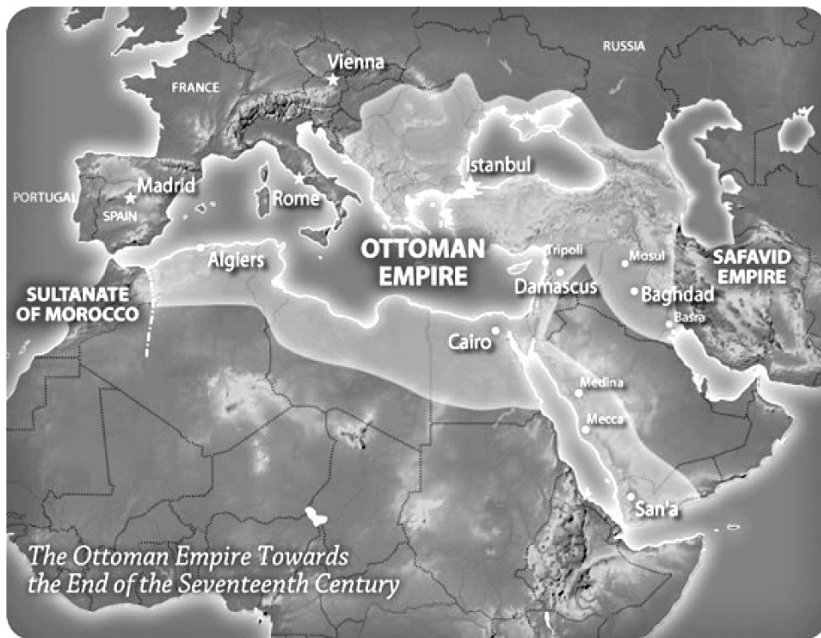 RUSSIA
Vienna
FRANCE
Istanbul
PORTUGAL
Madrid
SPAIN
Rome
OTTOMAN
EMPIRE
Algiers
Tripoli
Damascus
Mosul
Baghdad
Basra
SAFAVID
EMPIRE
SULTANATE
OF MOROCCO
Cairo
Medina
Mecca
San'a
The Ottoman Empire Towards
the End of the Seventeenth Century